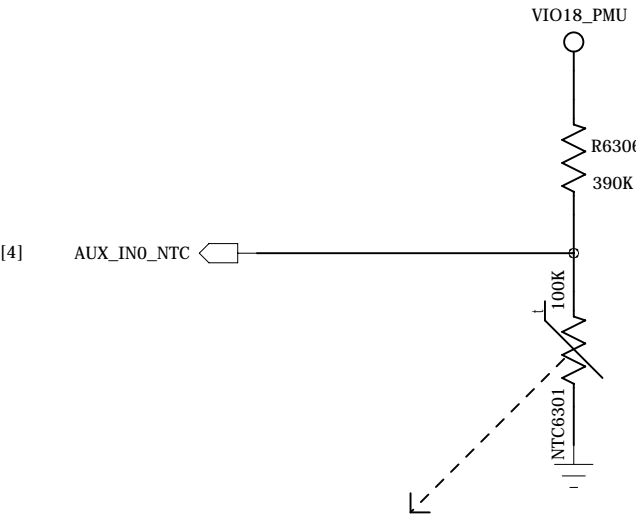 VIO18_PMU
R6306
390K
[4] AUX_IN0_NTC
100K
t
NTC6301